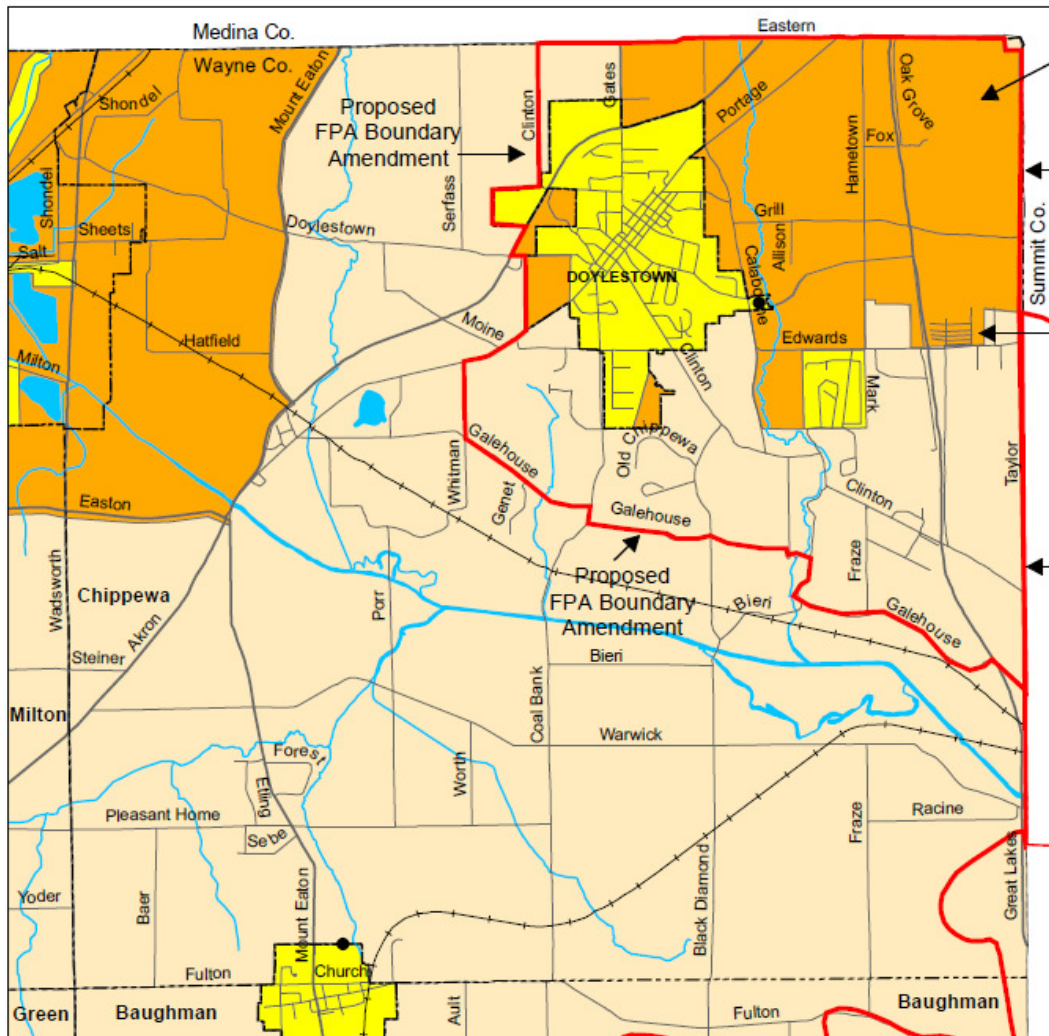 Medina Co.
Eastern
Wayne Co.
Shondel
Mount Eaton
Proposed
FPA Boundary
Amendment
Clinton
Gates
Portage
Oak Grove
Fox
Hametown
Serfass
Shondel
Sheets
Doylestown
Salt
Grill
Allison
Calaboone
Summit Co.
DOYLESTOWN
Moine
Hatfield
Milton
Edwards
Clinton
Mark
Galehouse
Old Chippewa
Whitman
Genet
Taylor
Clinton
Easton
Galehouse
Fraze
Proposed
FPA Boundary
Amendment
Chippewa
Wadsworth
Akron
Porr
Bieri
Galehouse
Steiner
Bieri
Coal Bank
Milton
Warwick
Forest
Etling
Worth
Pleasant Home
Sebe
Racine
Fraze
Black Diamond
Great Lakes
Yoder
Baer
Mount Eaton
Church
Fulton
Green
Baughman
Ault
Fulton
Baughman